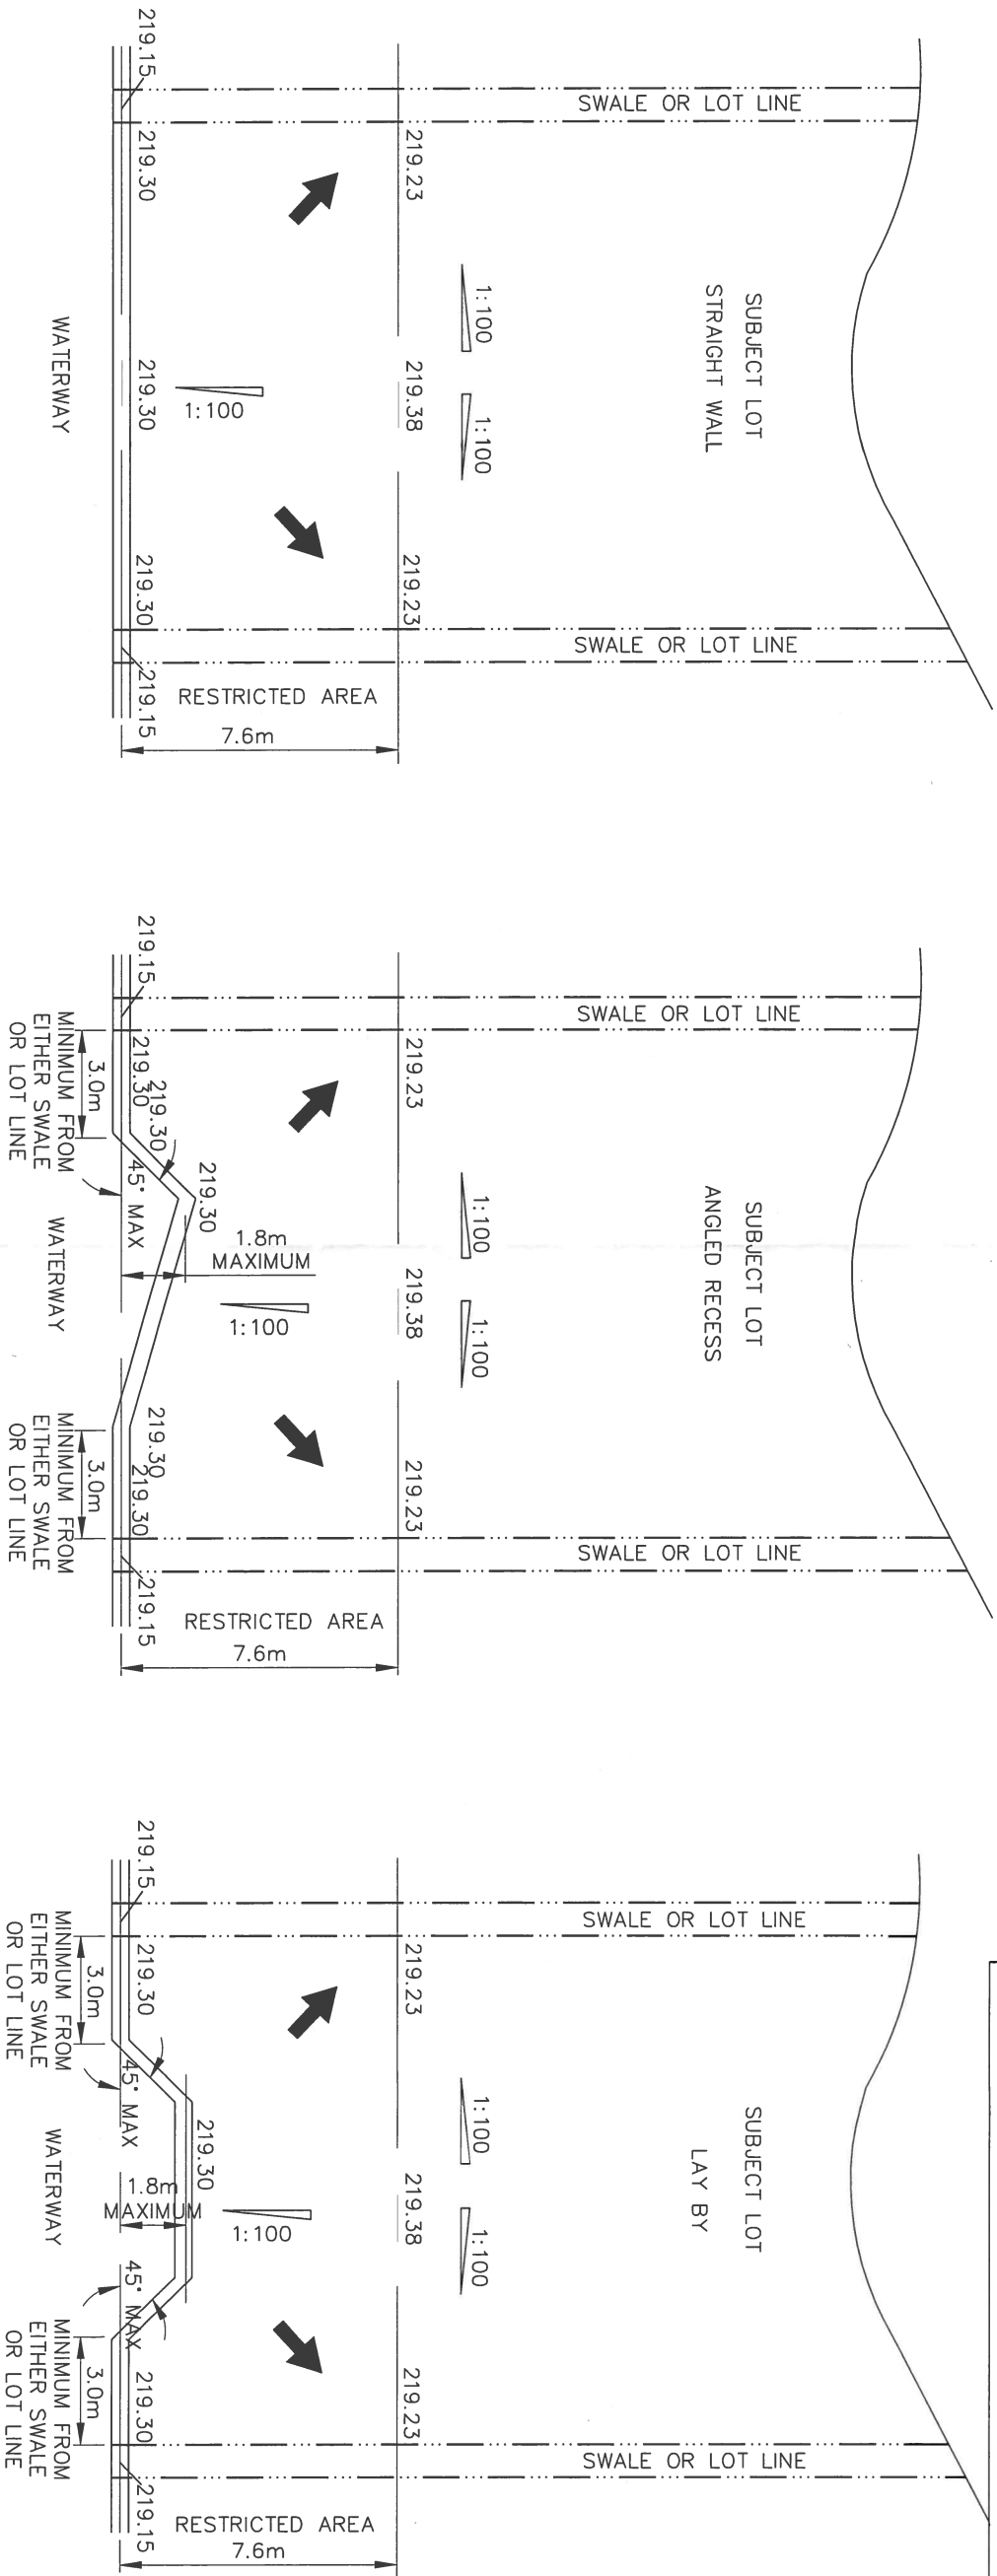 SWALE OR LOT LINE
SUBJECT LOT
STRAIGHT WALL
SWALE OR LOT LINE
1:100
1:100
219.23
219.38
219.23
1:100
RESTRICTED AREA
7.6m
219.15
219.30
219.30
219.30
219.15
WATERWAY
SWALE OR LOT LINE
SUBJECT LOT
ANGLED RECESS
SWALE OR LOT LINE
1:100
1:100
219.23
219.38
219.23
1.8m
MAXIMUM
1:100
RESTRICTED AREA
7.6m
219.15
219.30
219.30
219.30
45° MAX
219.30
219.30
219.15
3.0m
MINIMUM FROM
EITHER SWALE
OR LOT LINE
WATERWAY
3.0m
MINIMUM FROM
EITHER SWALE
OR LOT LINE
SWALE OR LOT LINE
SUBJECT LOT
LAY BY
SWALE OR LOT LINE
1:100
1:100
219.23
219.38
219.23
1:100
RESTRICTED AREA
7.6m
219.15
219.30
219.30
45° MAX
1.8m
MAXIMUM
45° MAX
219.30
219.15
3.0m
MINIMUM FROM
EITHER SWALE
OR LOT LINE
WATERWAY
3.0m
MINIMUM FROM
EITHER SWALE
OR LOT LINE